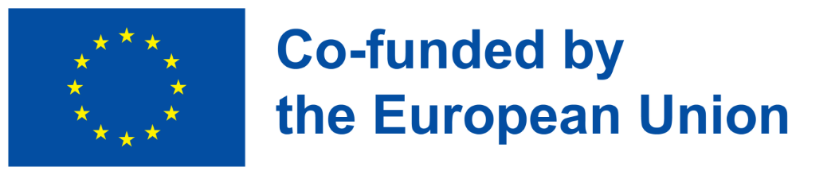 Co-funded by
the European Union